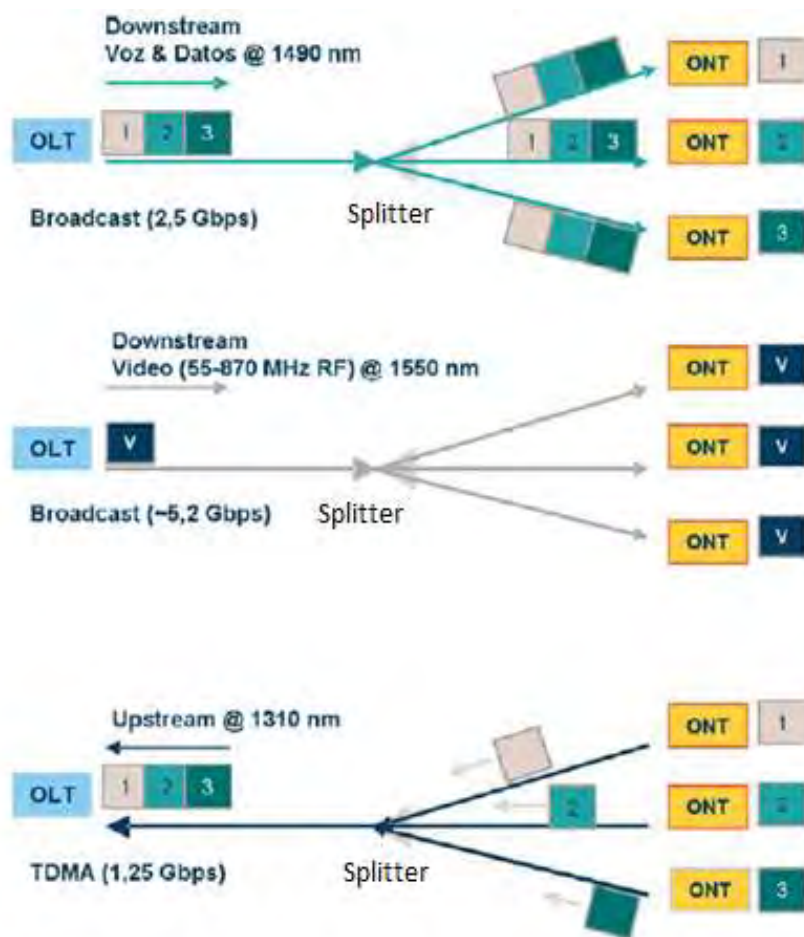 Downstream
Voz & Datos @ 1490 nm
ONT 1
OLT 1 2 3
1 2 3
ONT 2
Broadcast (2,5 Gbps)
Splitter
ONT 3
Downstream
Video (55-870 MHz RF) @ 1550 nm
ONT V
OLT V
ONT V
Broadcast (~5,2 Gbps)
Splitter
ONT V
Upstream @ 1310 nm
ONT 1
OLT 1 2 3
2
ONT 2
TDMA (1,25 Gbps)
Splitter
ONT 3